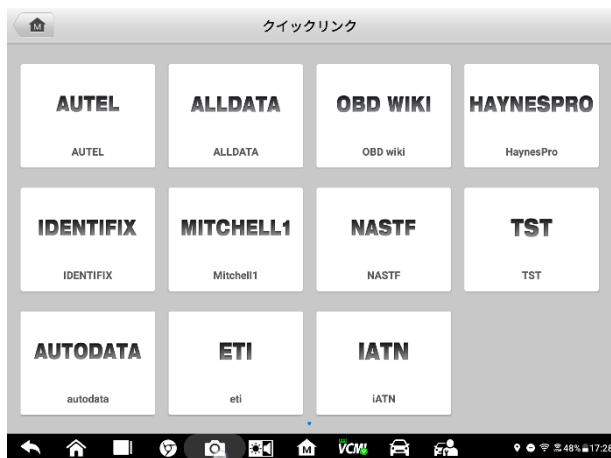 M
クイックリンク
AUTEL
AUTEL
ALLDATA
ALLDATA
OBD WIKI
OBD wiki
HAYNESPRO
HaynesPro
IDENTIFIX
IDENTIFIX
MITCHELL1
Mitchell1
NASTF
NASTF
TST
TST
AUTODATA
autodata
ETI
eti
IATN
iATN
M
VCMI
48% 17:28